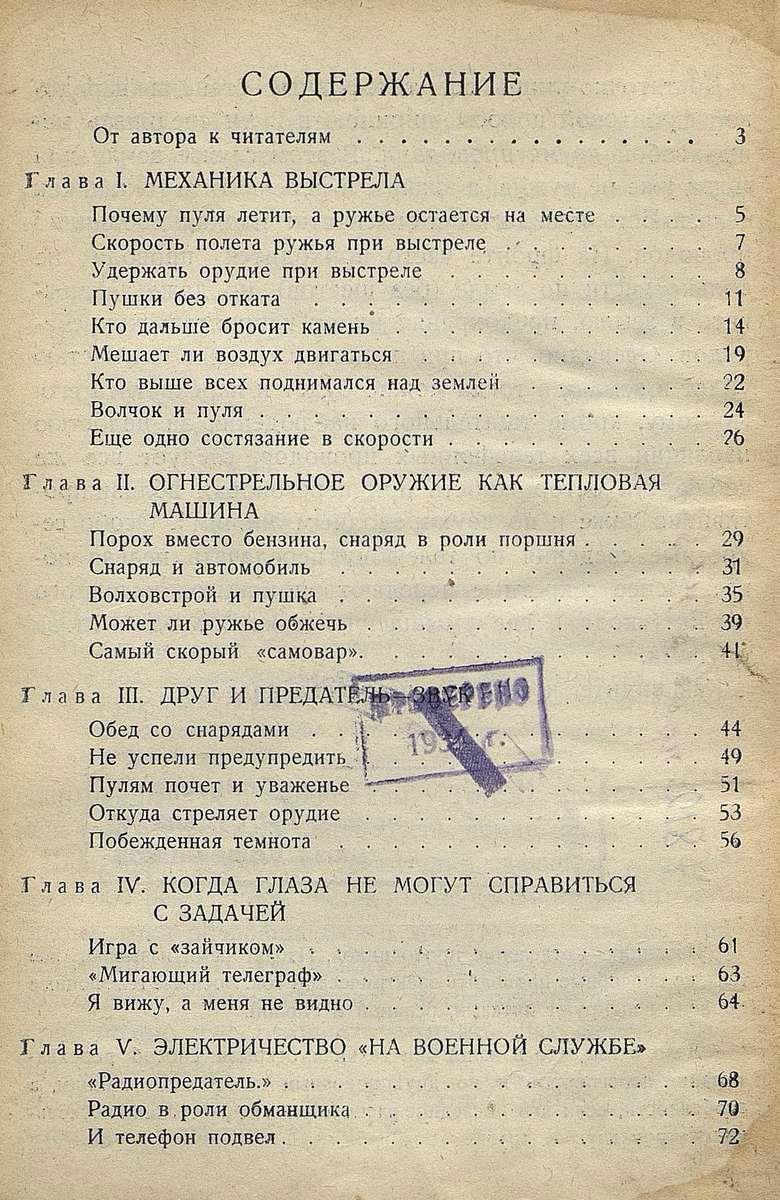 СОДЕРЖАНИЕ
От автора к читателям . . . . . . . . . . . . . . . . 3
Глава I. МЕХАНИКА ВЫСТРЕЛА
Почему пуля летит, а ружье остается на месте . . . . 5
Скорость полета ружья при выстреле . . . . . . . . 7
Удержать орудие при выстреле . . . . . . . . . . 8
Пушки без отката . . . . . . . . . . . . . . . 11
Кто дальше бросит камень . . . . . . . . . . . . 14
Мешает ли воздух двигаться . . . . . . . . . . . 19
Кто выше всех поднимался над землей . . . . . . . 22
Волчок и пуля . . . . . . . . . . . . . . . . . 24
Еще одно состязание в скорости . . . . . . . . . . 26
Глава II. ОГНЕСТРЕЛЬНОЕ ОРУЖИЕ КАК ТЕПЛОВАЯ
МАШИНА
Порох вместо бензина, снаряд в роли поршня . . . . . 29
Снаряд и автомобиль . . . . . . . . . . . . . . 31
Волховстрой и пушка . . . . . . . . . . . . . . 35
Может ли ружье обжечь . . . . . . . . . . . . . 39
Самый скорый «самовар». . . . . . . . . . . . . 41
Глава III. ДРУГ И ПРЕДАТЕЛЬ—ЗВУК
ПРОВЕРЕНО
Обед со снарядами . . . . . . . . . . . . . . . 44
Не успели предупредить . . . . . . . . . . . . . 49
Пулям почет и уваженье . . . . . . . . . . . . . 51
Откуда стреляет орудие . . . . . . . . . . . . . 53
Побежденная темнота . . . . . . . . . . . . . . 56
Глава IV. КОГДА ГЛАЗА НЕ МОГУТ СПРАВИТЬСЯ
С ЗАДАЧЕЙ
Игра с «зайчиком» . . . . . . . . . . . . . . . 61
«Мигающий телеграф» . . . . . . . . . . . . . . 63
Я вижу, а меня не видно . . . . . . . . . . . . . 64
Глава V. ЭЛЕКТРИЧЕСТВО «НА ВОЕННОЙ СЛУЖБЕ»
«Радиопредатель.» . . . . . . . . . . . . . . . 68
Радио в роли обманщика . . . . . . . . . . . . . 70
И телефон подвел . . . . . . . . . . . . . . . . 72